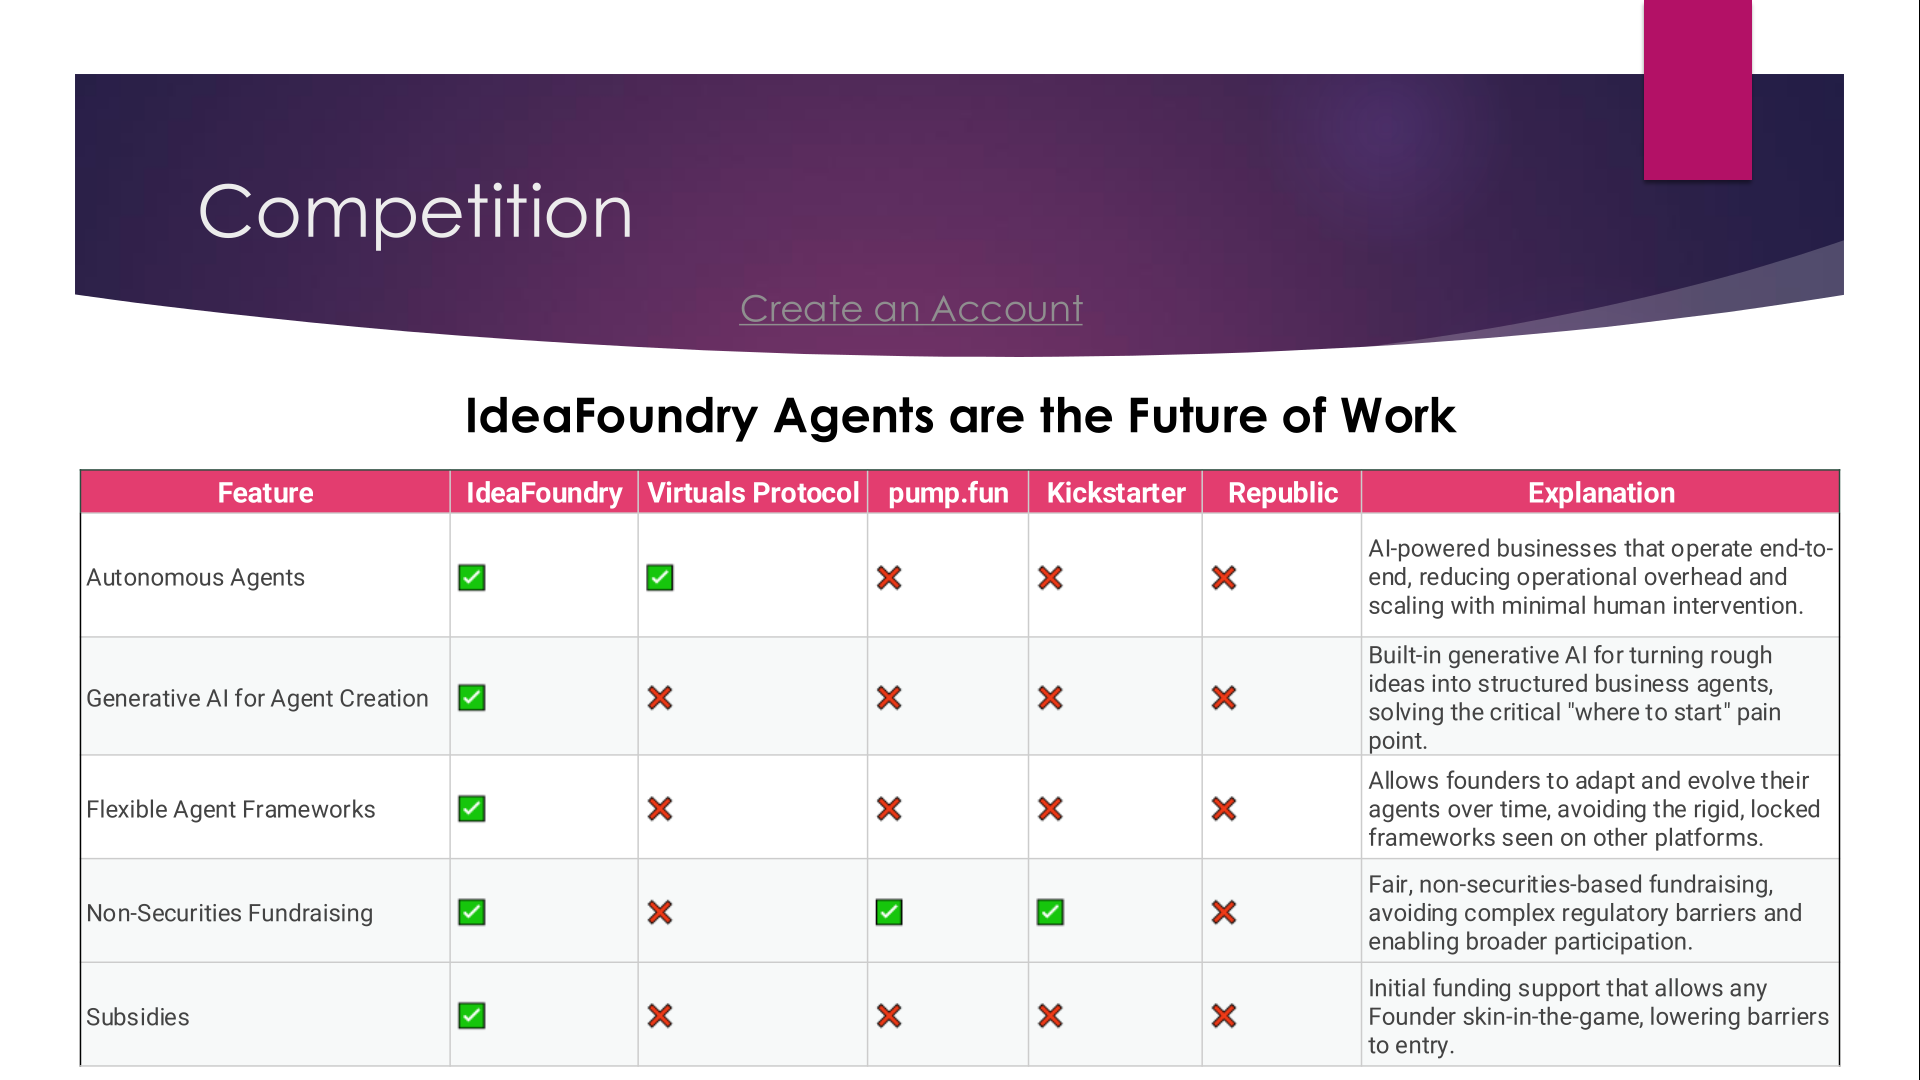 Competition
Create an Account
IdeaFoundry Agents are the Future of Work
Feature IdeaFoundry Virtuals Protocol pump.fun Kickstarter Republic Explanation
Autonomous Agents ✅ ✅ ❌ ❌ ❌ AI-powered businesses that operate end-to-
end, reducing operational overhead and
scaling with minimal human intervention.
Generative AI for Agent Creation ✅ ❌ ❌ ❌ ❌ Built-in generative AI for turning rough
ideas into structured business agents,
solving the critical "where to start" pain
point.
Flexible Agent Frameworks ✅ ❌ ❌ ❌ ❌ Allows founders to adapt and evolve their
agents over time, avoiding the rigid, locked
frameworks seen on other platforms.
Non-Securities Fundraising ✅ ❌ ✅ ✅ ❌ Fair, non-securities-based fundraising,
avoiding complex regulatory barriers and
enabling broader participation.
Subsidies ✅ ❌ ❌ ❌ ❌ Initial funding support that allows any
Founder skin-in-the-game, lowering barriers
to entry.